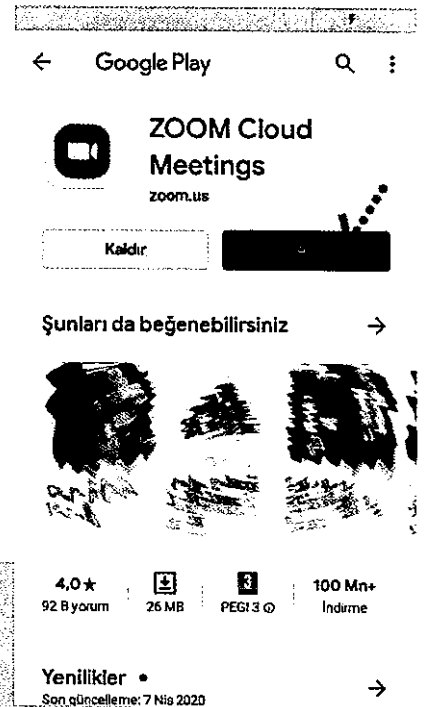 Google Play
ZOOM Cloud
Meetings
zoom.us
Kaldır
Şunları da beğenebilirsiniz
4,0★
26 MB
3
PEGI 3
100 Mn+
92 B yorum
İndirme
Yenilikler •
Son güncelleme: 7 Nis 2020